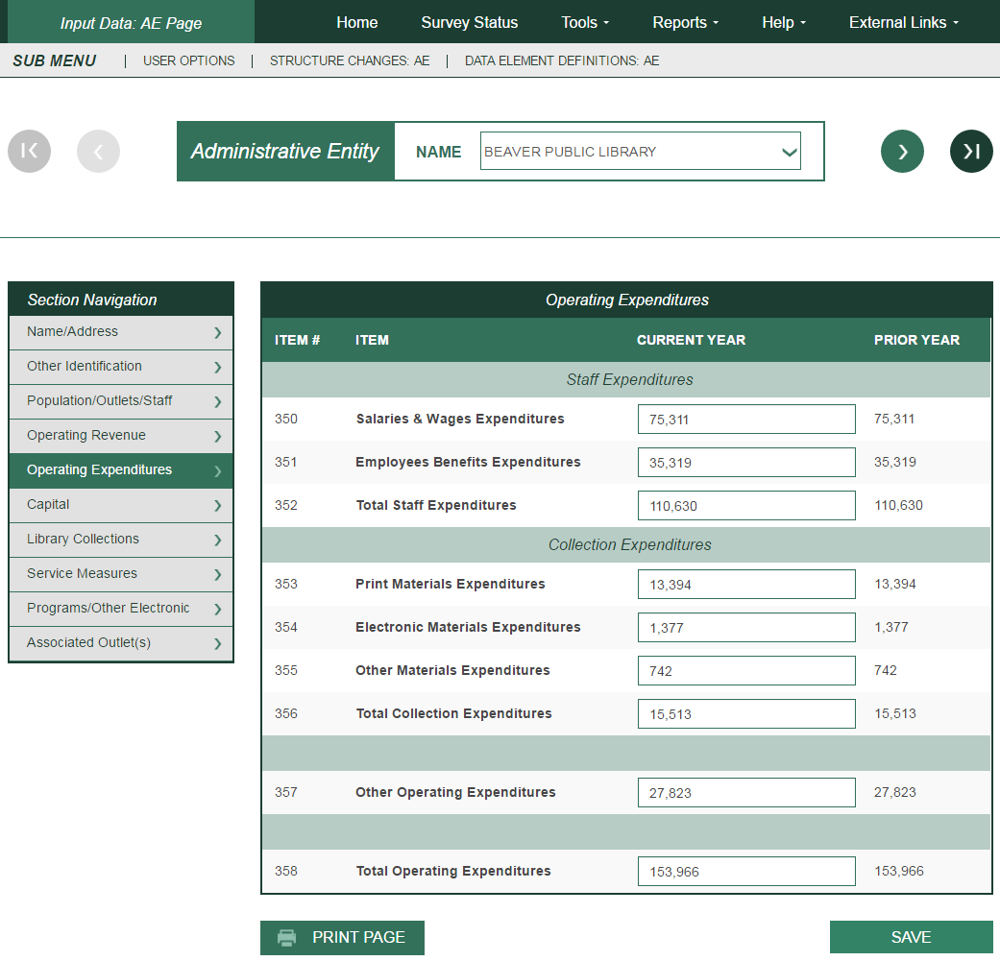 Input Data: AE Page Home Survey Status Tools Reports Help External Links
SUB MENU | USER OPTIONS | STRUCTURE CHANGES: AE | DATA ELEMENT DEFINITIONS: AE
Administrative Entity NAME BEAVER PUBLIC LIBRARY
Section Navigation
Name/Address
Other Identification
Population/Outlets/Staff
Operating Revenue
Operating Expenditures
Capital
Library Collections
Service Measures
Programs/Other Electronic
Associated Outlet(s)
Operating Expenditures
ITEM # ITEM CURRENT YEAR PRIOR YEAR
Staff Expenditures
350 Salaries & Wages Expenditures 75,311 75,311
351 Employees Benefits Expenditures 35,319 35,319
352 Total Staff Expenditures 110,630 110,630
Collection Expenditures
353 Print Materials Expenditures 13,394 13,394
354 Electronic Materials Expenditures 1,377 1,377
355 Other Materials Expenditures 742 742
356 Total Collection Expenditures 15,513 15,513
357 Other Operating Expenditures 27,823 27,823
358 Total Operating Expenditures 153,966 153,966
PRINT PAGE SAVE